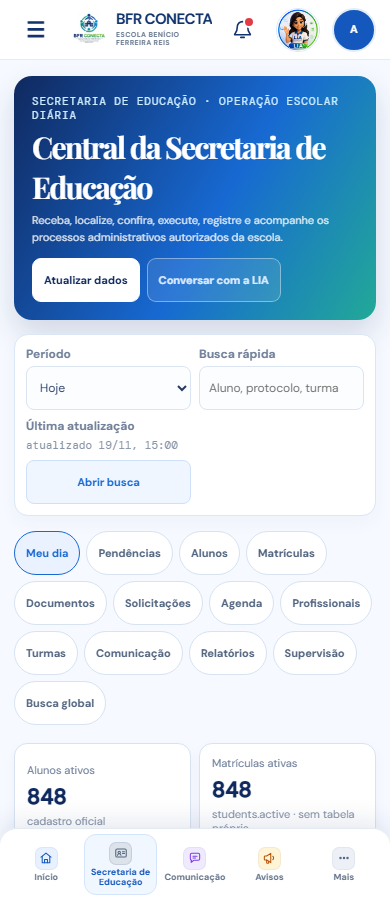 BFR CONECTA
ESCOLA BENÍCIO
FERREIRA REIS
BFR CONECTA
LIA
A
SECRETARIA DE EDUCAÇÃO · OPERAÇÃO ESCOLAR
DIÁRIA
Central da Secretaria de
Educação
Receba, localize, confira, execute, registre e acompanhe os
processos administrativos autorizados da escola.
Atualizar dados
Conversar com a LIA
Período
Busca rápida
Hoje
Aluno, protocolo, turma
Última atualização
atualizado 19/11, 15:00
Abrir busca
Meu dia
Pendências
Alunos
Matrículas
Documentos
Solicitações
Agenda
Profissionais
Turmas
Comunicação
Relatórios
Supervisão
Busca global
Alunos ativos
848
cadastro oficial
Matrículas ativas
848
students.active · sem tabela
própria
Início
Secretaria de
Educação
Comunicação
Avisos
Mais